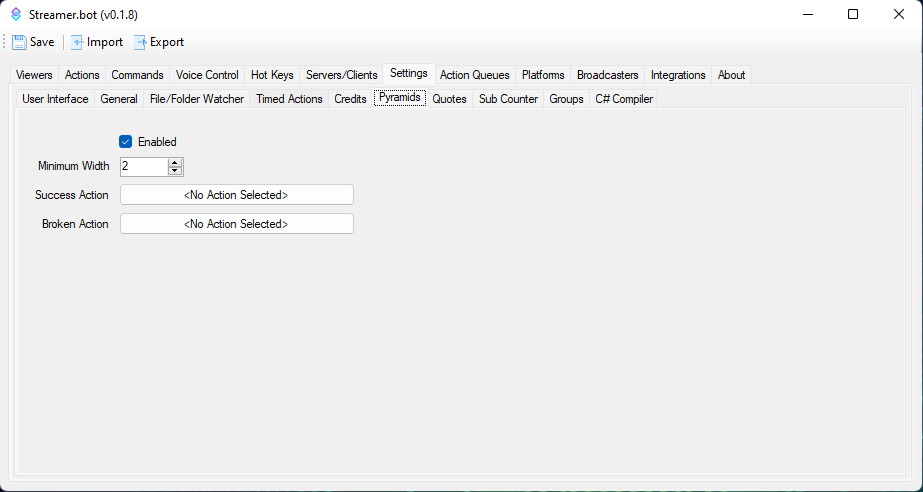 Streamer.bot (v0.1.8)
Save Import Export
Viewers Actions Commands Voice Control Hot Keys Servers/Clients Settings Action Queues Platforms Broadcasters Integrations About
User Interface General File/Folder Watcher Timed Actions Credits Pyramids Quotes Sub Counter Groups C# Compiler
Enabled
Minimum Width 2
Success Action <No Action Selected>
Broken Action <No Action Selected>